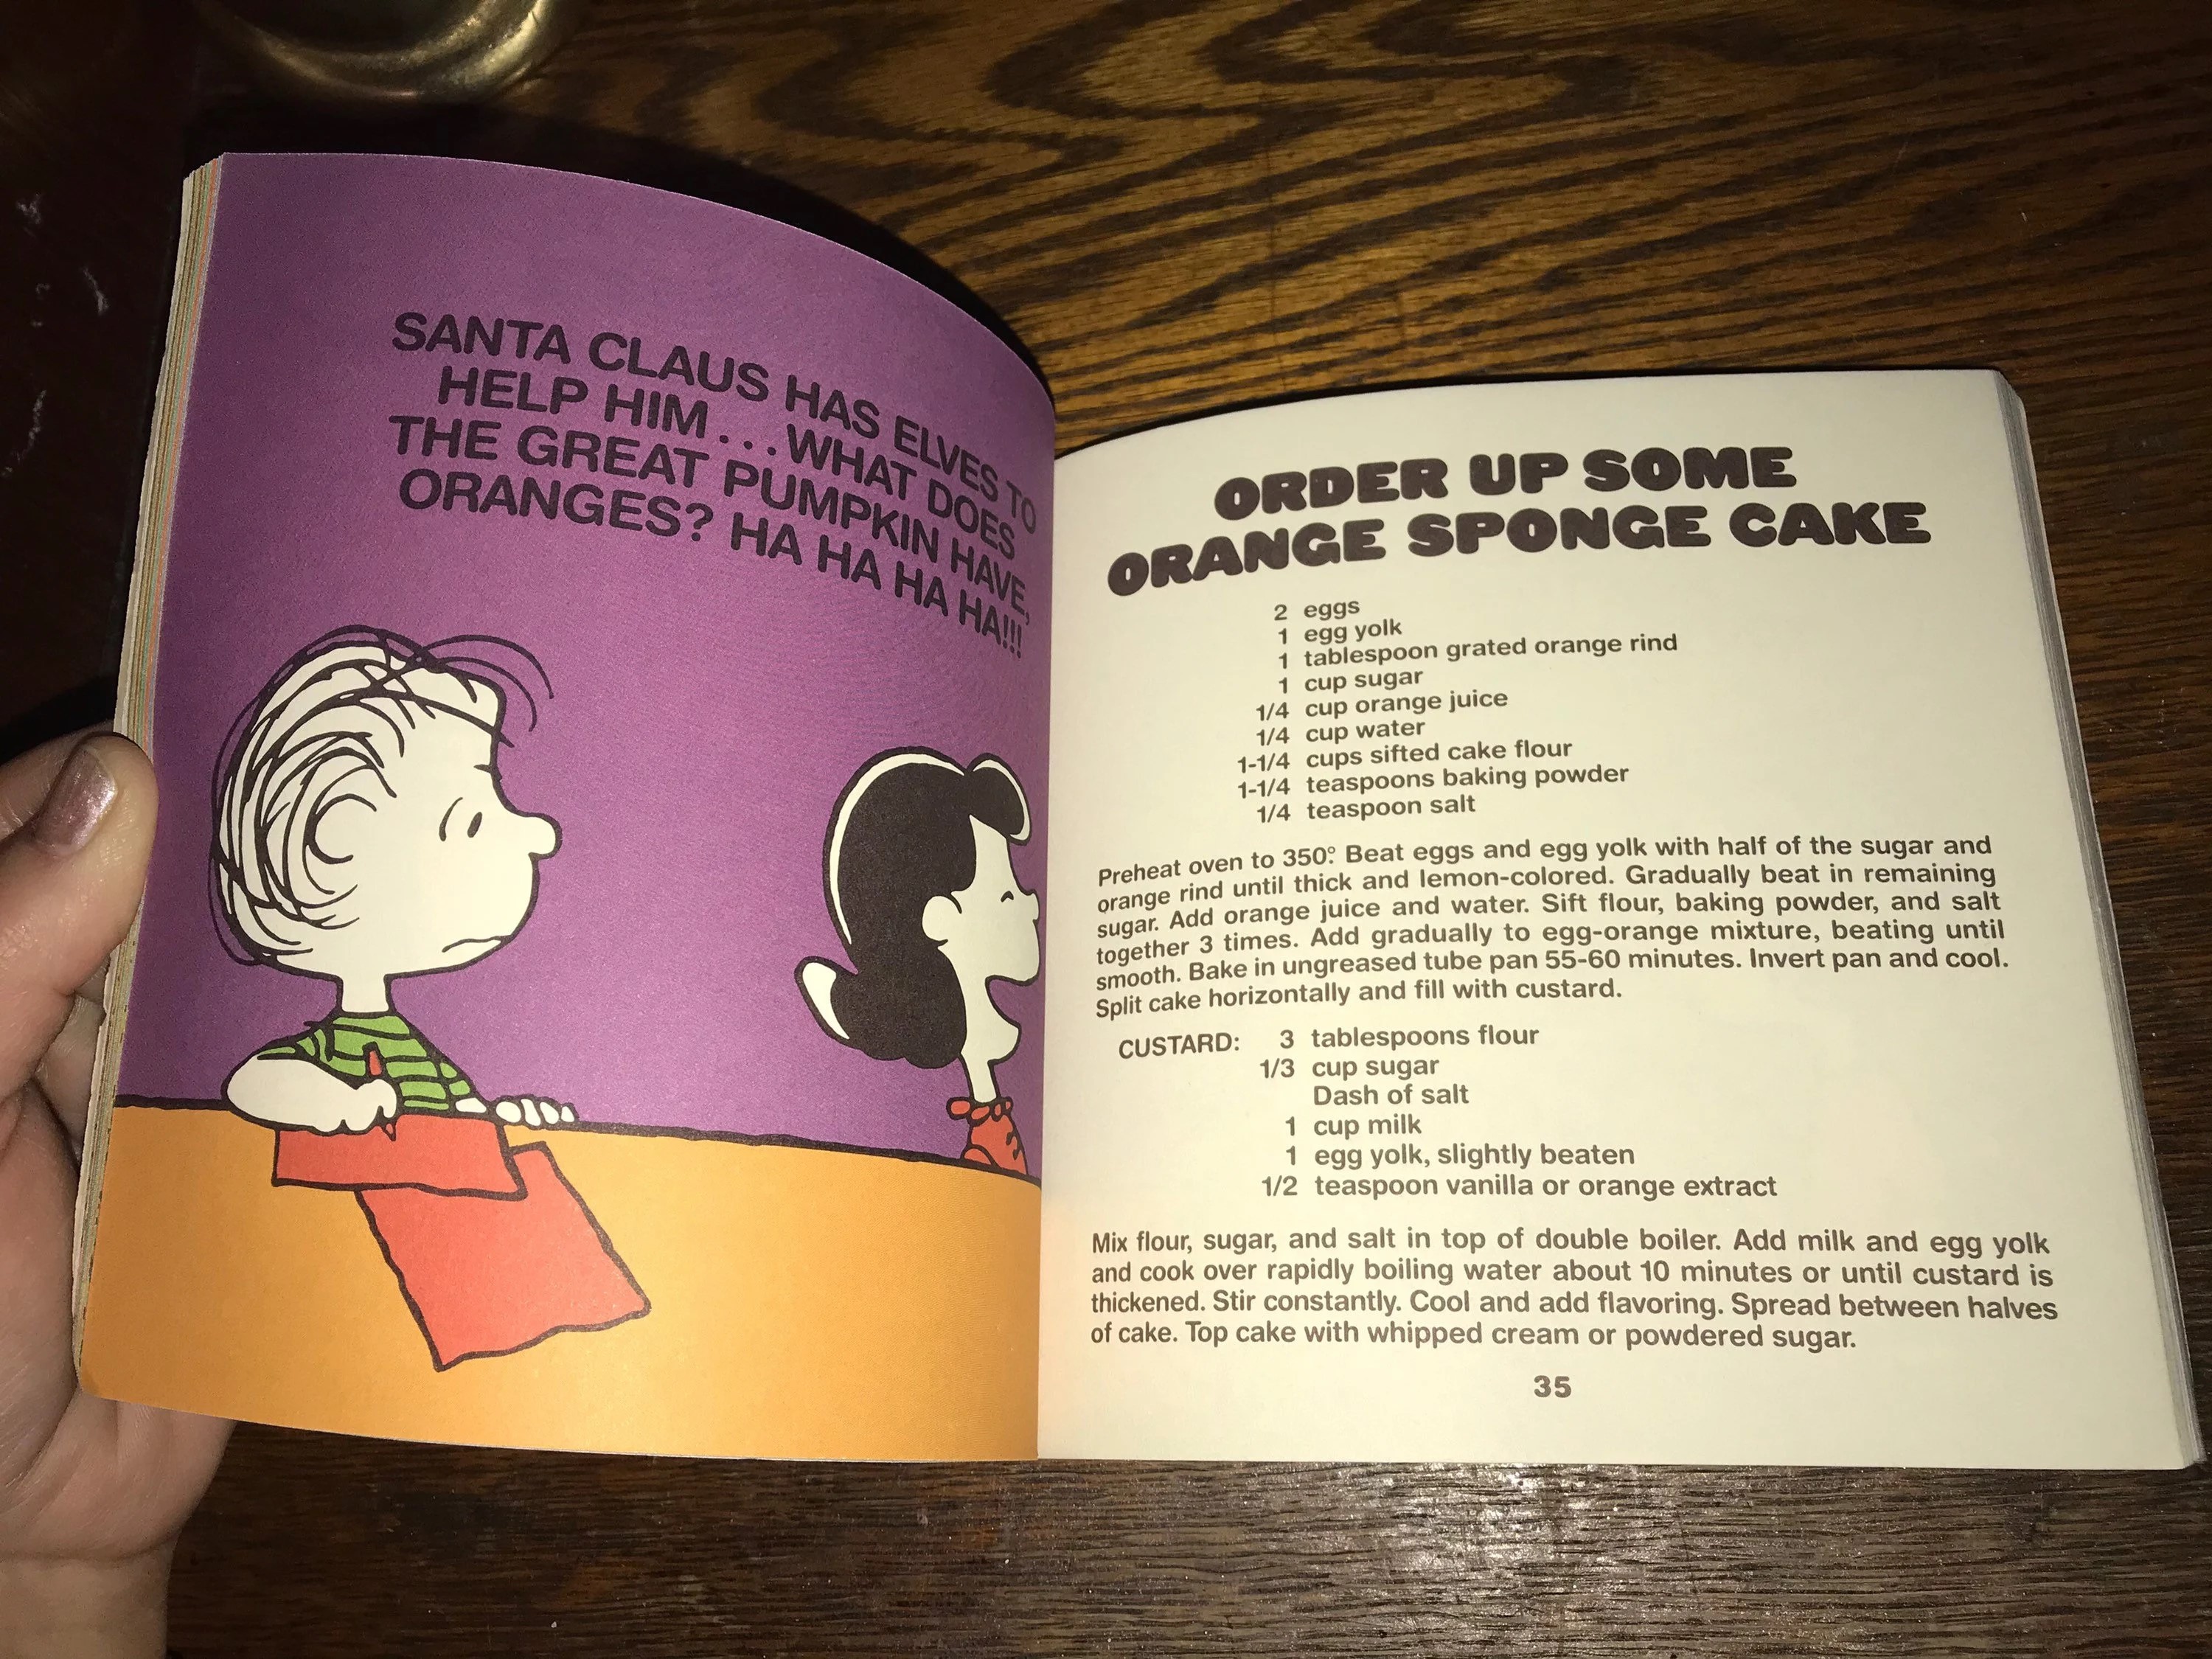 SANTA CLAUS HAS ELVES TO
HELP HIM...WHAT DOES
THE GREAT PUMPKIN HAVE,
ORANGES? HA HA HA HA!!!
ORDER UP SOME
ORANGE SPONGE CAKE
2 eggs
1 egg yolk
1 tablespoon grated orange rind
1 cup sugar
1/4 cup orange juice
1/4 cup water
1-1/4 cups sifted cake flour
1-1/4 teaspoons baking powder
1/4 teaspoon salt
Preheat oven to 350°. Beat eggs and egg yolk with half of the sugar and
orange rind until thick and lemon-colored. Gradually beat in remaining
sugar. Add orange juice and water. Sift flour, baking powder, and salt
together 3 times. Add gradually to egg-orange mixture, beating until
smooth. Bake in ungreased tube pan 55-60 minutes. Invert pan and cool.
Split cake horizontally and fill with custard.
CUSTARD: 3 tablespoons flour
1/3 cup sugar
Dash of salt
1 cup milk
1 egg yolk, slightly beaten
1/2 teaspoon vanilla or orange extract
Mix flour, sugar, and salt in top of double boiler. Add milk and egg yolk
and cook over rapidly boiling water about 10 minutes or until custard is
thickened. Stir constantly. Cool and add flavoring. Spread between halves
of cake. Top cake with whipped cream or powdered sugar.
35